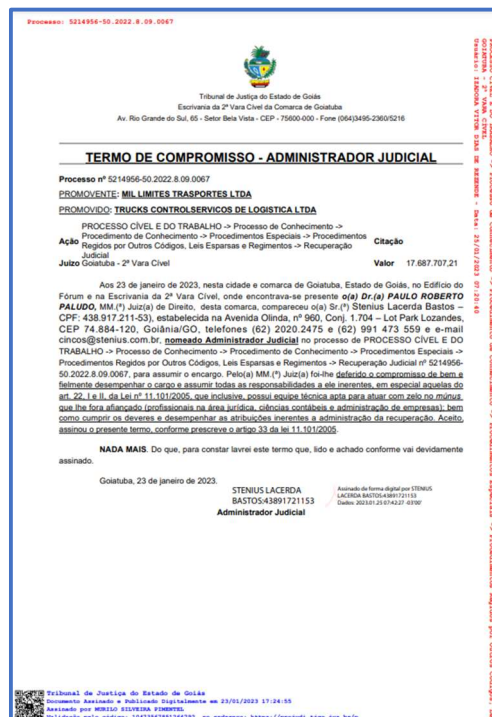 Processo: 5214956-50.2022.8.09.0067
Tribunal de Justiça do Estado de Goiás
Escrivania da 2ª Vara Cível da Comarca de Goiatuba
Av. Rio Grande do Sul, 65 - Setor Bela Vista - CEP - 75600-000 - Fone (064)3495-2360/5216
TERMO DE COMPROMISSO - ADMINISTRADOR JUDICIAL
Processo nº 5214956-50.2022.8.09.0067
PROMOVENTE: MIL LIMITES TRASPORTES LTDA
PROMOVIDO: TRUCKS CONTROLSERVICOS DE LOGISTICA LTDA
PROCESSO CÍVEL E DO TRABALHO -> Processo de Conhecimento ->
Procedimento de Conhecimento -> Procedimentos Especiais -> Procedimentos
Ação Regidos por Outros Códigos, Leis Esparsas e Regimentos -> Recuperação Citação
Judicial
Juízo Goiatuba - 2ª Vara Cível Valor 17.687.707,21
Aos 23 de janeiro de 2023, nesta cidade e comarca de Goiatuba, Estado de Goiás, no Edifício do
Fórum e na Escrivania da 2ª Vara Cível, onde encontrava-se presente o(a) Dr.(a) PAULO ROBERTO
PALUDO, MM.(ª) Juiz(a) de Direito, desta comarca, compareceu o(a) Sr.(ª) Stenius Lacerda Bastos –
CPF: 438.917.211-53), estabelecida na Avenida Olinda, nº 960, Conj. 1.704 – Lot Park Lozandes,
CEP 74.884-120, Goiânia/GO, telefones (62) 2020.2475 e (62) 991 473 559 e e-mail
cincos@stenius.com.br, nomeado Administrador Judicial no processo de PROCESSO CÍVEL E DO
TRABALHO -> Processo de Conhecimento -> Procedimento de Conhecimento -> Procedimentos Especiais ->
Procedimentos Regidos por Outros Códigos, Leis Esparsas e Regimentos -> Recuperação Judicial nº 5214956-
50.2022.8.09.0067, para assumir o encargo. Pelo(a) MM.(ª) Juiz(a) foi-lhe deferido o compromisso de bem e
fielmente desempenhar o cargo e assumir todas as responsabilidades a ele inerentes, em especial aquelas do
art. 22, I e II, da Lei nº 11.101/2005, que inclusive, possui equipe técnica apta para atuar com zelo no múnus
que lhe fora afiançado (profissionais na área jurídica, ciências contábeis e administração de empresas); bem
como cumprir os deveres e desempenhar as atribuições inerentes a administração da recuperação. Aceito,
assinou o presente termo, conforme prescreve o artigo 33 da lei 11.101/2005.
NADA MAIS. Do que, para constar lavrei este termo que, lido e achado conforme vai devidamente
assinado.
Goiatuba, 23 de janeiro de 2023.
STENIUS LACERDA
BASTOS:43891721153
Assinado de forma digital por STENIUS
LACERDA BASTOS:43891721153
Dados: 2023.01.25 07:42:27 -03'00'
Administrador Judicial
GOIATUBA - 2ª VARA CÍVEL
Usuário: ISADORA VITOR DIAS DE RESENDE - Data: 25/01/2023 07:20:49
Tribunal de Justiça do Estado de Goiás
Documento Assinado e Publicado Digitalmente em 23/01/2023 17:24:55
Assinado por MURILO SILVEIRA PIMENTEL